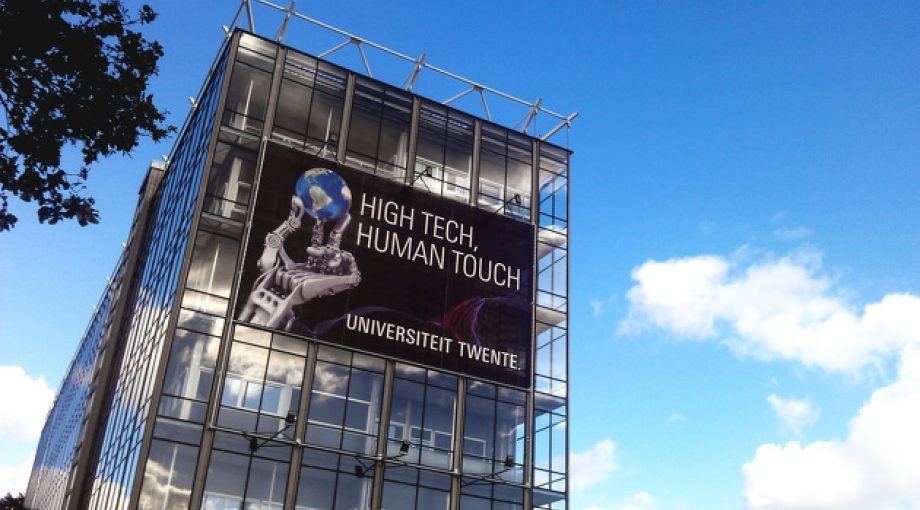 HIGH TECH,
HUMAN TOUCH
UNIVERSITEIT TWENTE.